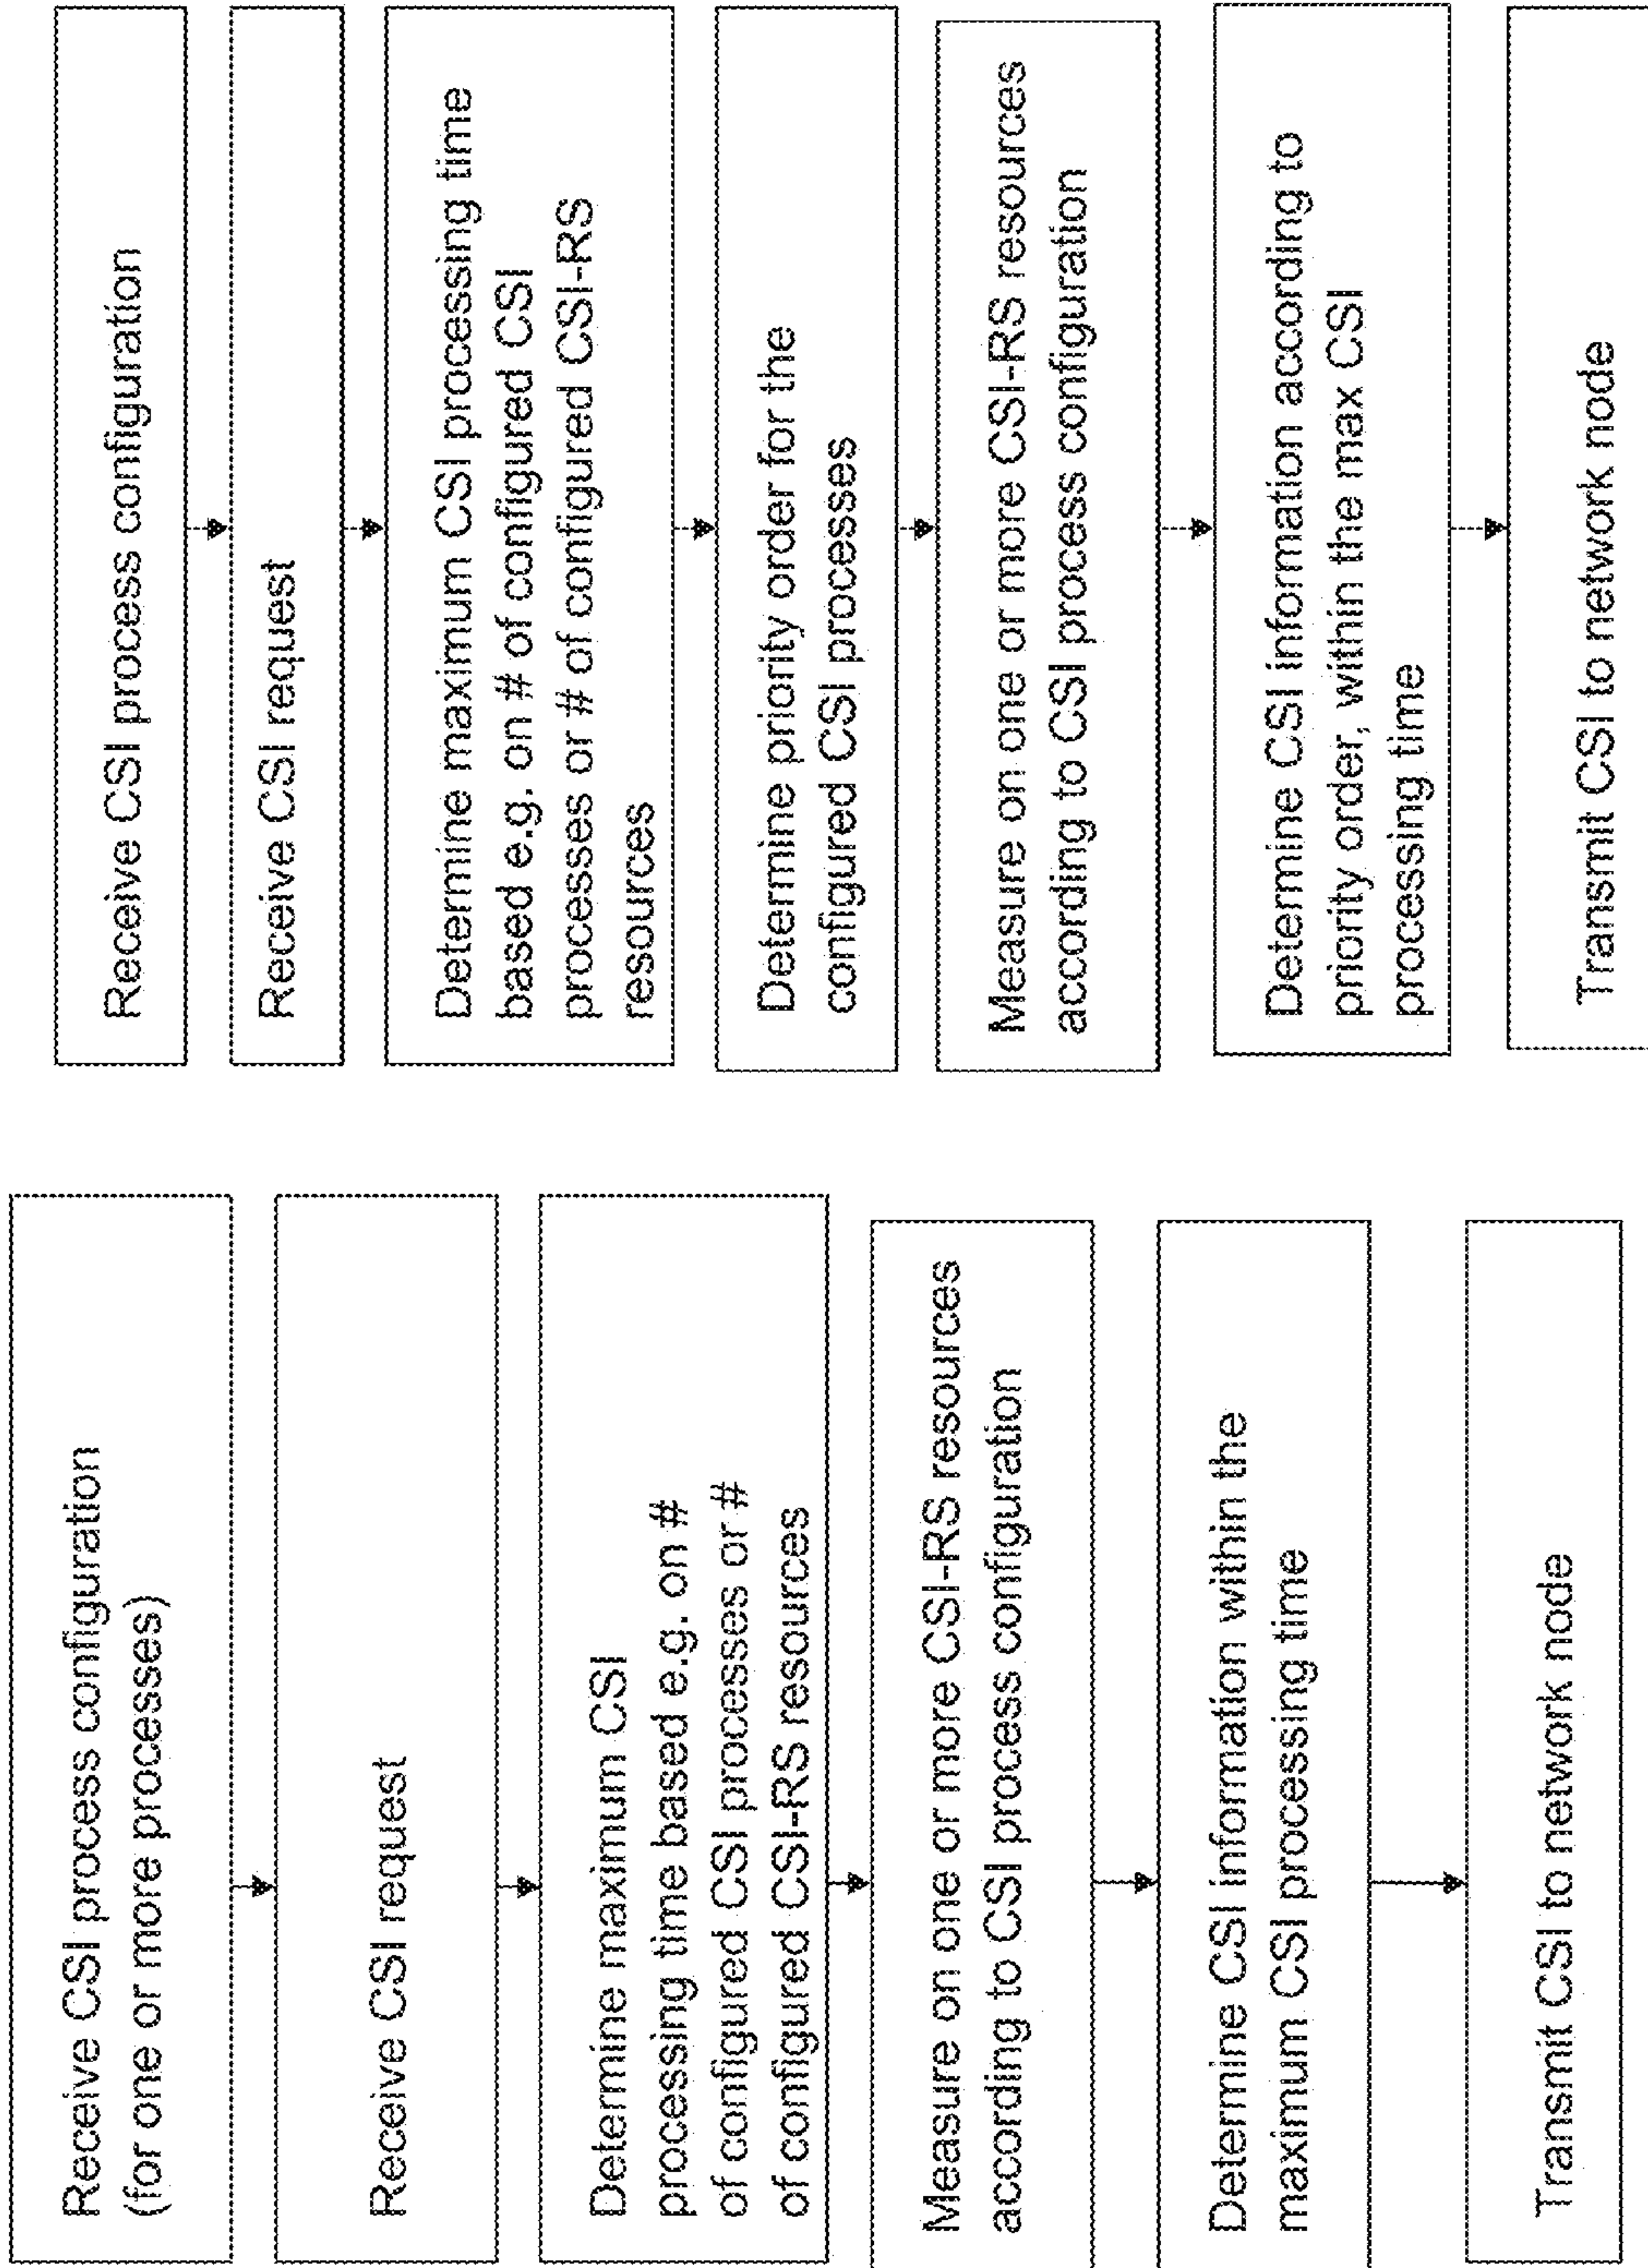 Receive CSI process configuration
(for one or more processes)
Receive CSI request
Determine maximum CSI
processing time based e.g. on #
of configured CSI processes or #
of configured CSI-RS resources
Measure on one or more CSI-RS resources
according to CSI process configuration
Determine CSI information within the
maximum CSI processing time
Transmit CSI to network node
Receive CSI process configuration
Receive CSI request
Determine maximum CSI processing time
based e.g. on # of configured CSI
processes or # of configured CSI-RS
resources
Determine priority order for the
configured CSI processes
Measure on one or more CSI-RS resources
according to CSI process configuration
Determine CSI information according to
priority order, within the max CSI
processing time
Transmit CSI to network node